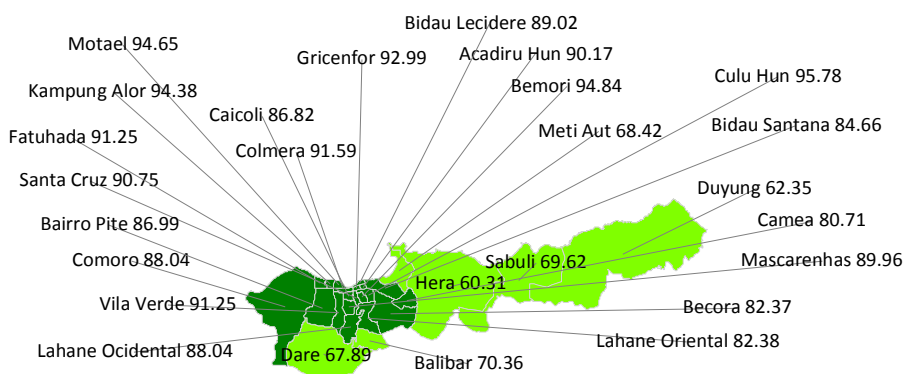 Bidau Lecidere 89.02
Motael 94.65
Gricenfor 92.99
Acadiru Hun 90.17
Culu Hun 95.78
Kampung Alor 94.38
Bemori 94.84
Caicoli 86.82
Fatuhada 91.25
Meti Aut 68.42
Bidau Santana 84.66
Colmera 91.59
Santa Cruz 90.75
Duyung 62.35
Bairro Pite 86.99
Camea 80.71
Comoro 88.04
Sabuli 69.62
Mascarenhas 89.96
Hera 60.31
Vila Verde 91.25
Becora 82.37
Lahane Oriental 82.38
Lahane Ocidental 88.04
Dare 67.89
Balibar 70.36